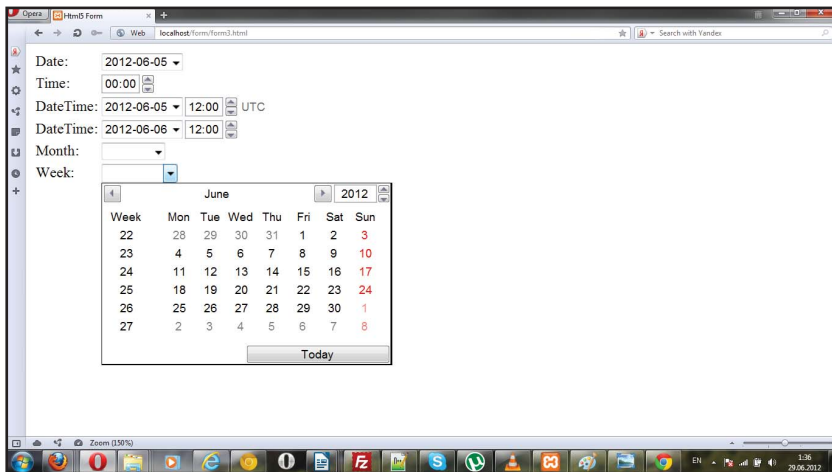 Opera
Html5 Form
Web
localhost/form/form3.html
Search with Yandex
Date: 2012-06-05
Time: 00:00
DateTime: 2012-06-05 12:00 UTC
DateTime: 2012-06-06 12:00
Month:
Week:
June 2012
Week Mon Tue Wed Thu Fri Sat Sun
22 28 29 30 31 1 2 3
23 4 5 6 7 8 9 10
24 11 12 13 14 15 16 17
25 18 19 20 21 22 23 24
26 25 26 27 28 29 30 1
27 2 3 4 5 6 7 8
Today
Zoom (150%)
EN
1:36
29.06.2012